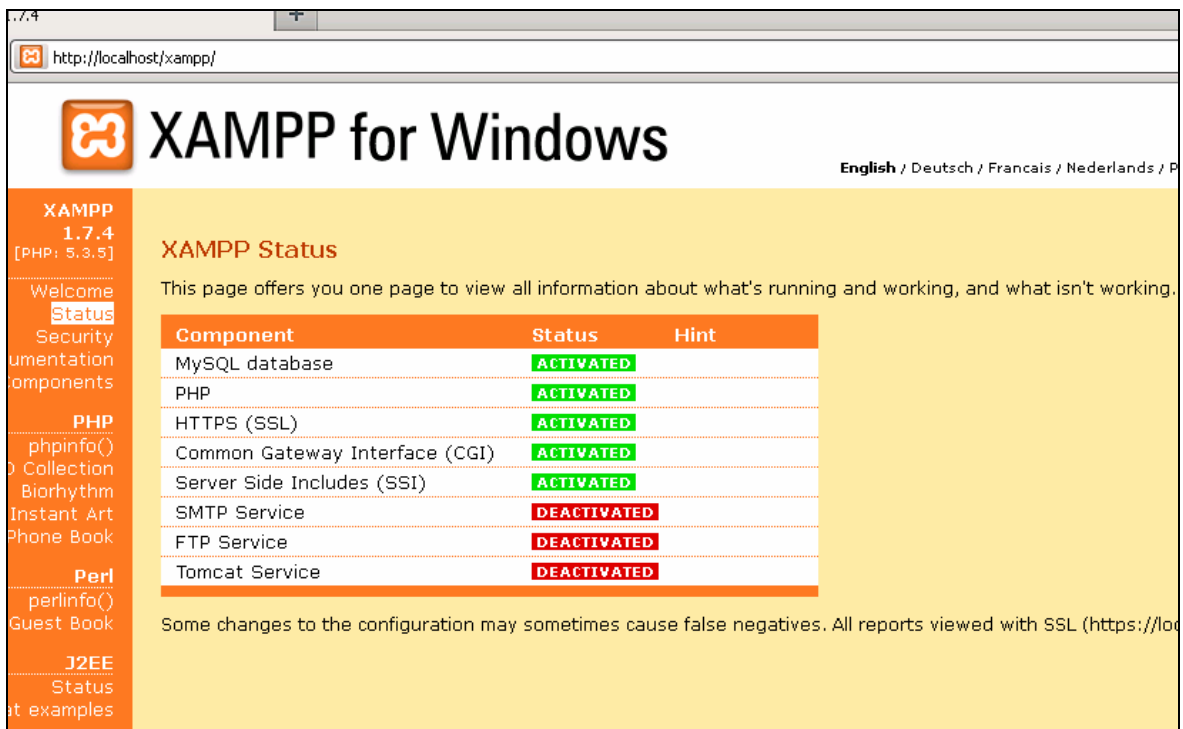 1.7.4
+
http://localhost/xampp/
XAMPP for Windows
English / Deutsch / Francais / Nederlands / P
XAMPP
1.7.4
[PHP: 5.3.5]
Welcome
Status
Security
umentation
omponents
PHP
phpinfo()
D Collection
Biorhythm
Instant Art
Phone Book
Perl
perlinfo()
Guest Book
J2EE
Status
at examples
XAMPP Status
This page offers you one page to view all information about what's running and working, and what isn't working.
Component Status Hint
MySQL database ACTIVATED
PHP ACTIVATED
HTTPS (SSL) ACTIVATED
Common Gateway Interface (CGI) ACTIVATED
Server Side Includes (SSI) ACTIVATED
SMTP Service DEACTIVATED
FTP Service DEACTIVATED
Tomcat Service DEACTIVATED
Some changes to the configuration may sometimes cause false negatives. All reports viewed with SSL (https://loc